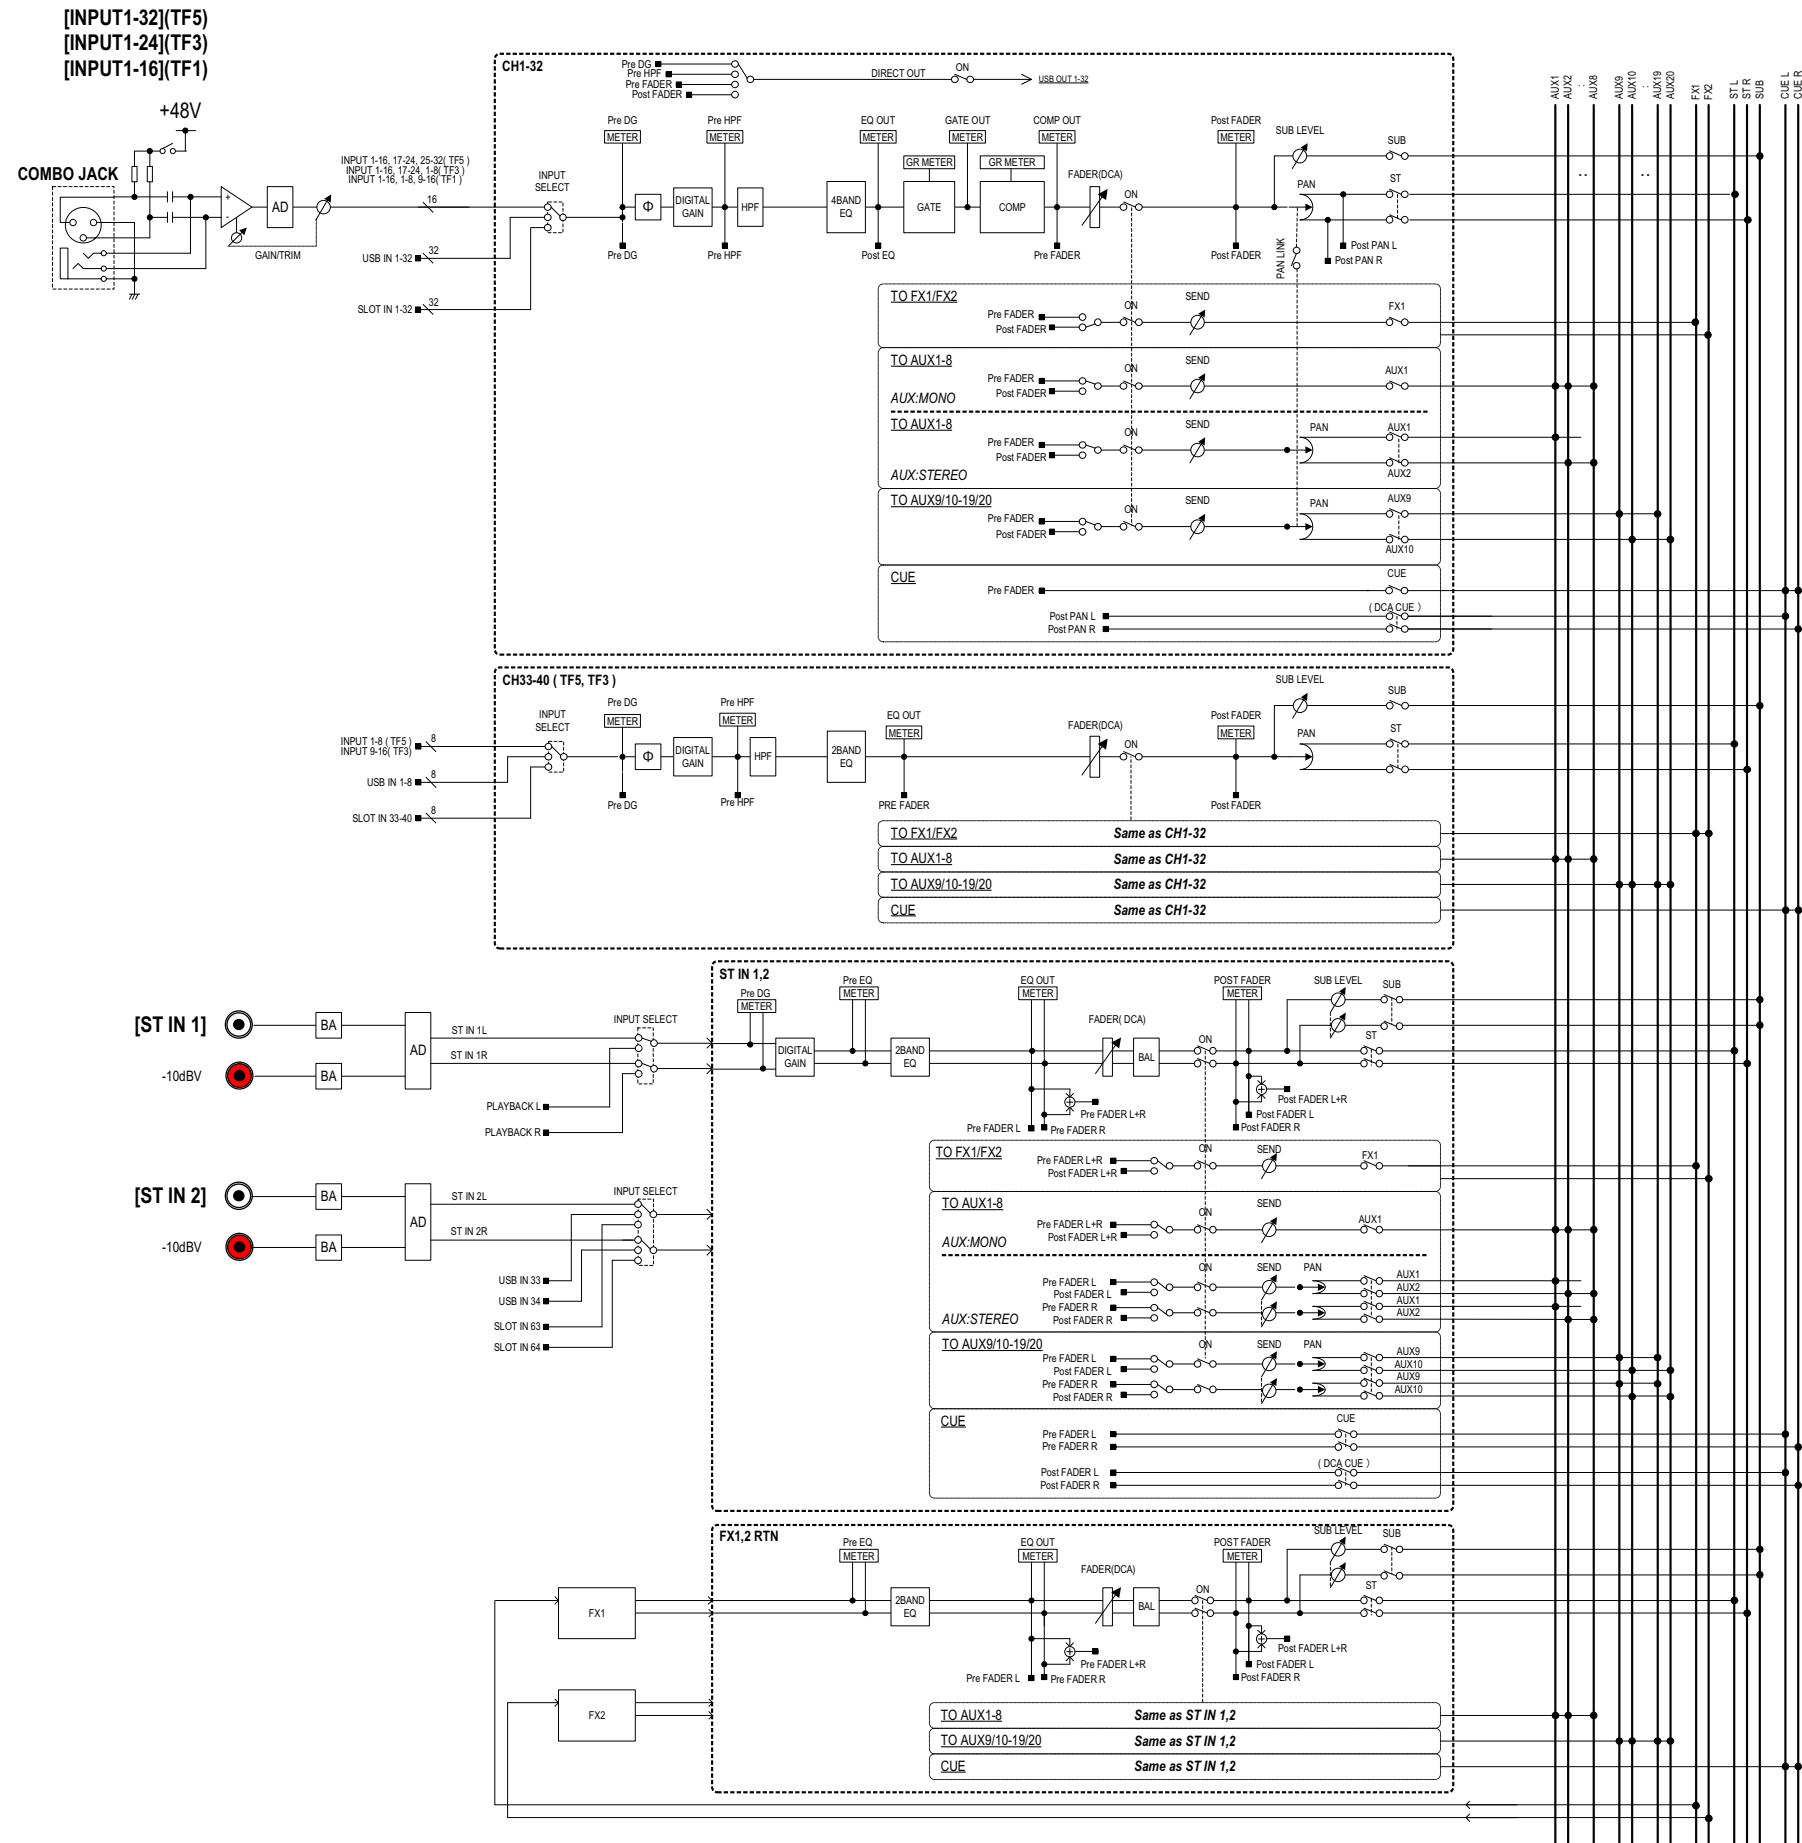 [INPUT1-32](TF5)
[INPUT1-24](TF3)
[INPUT1-16](TF1)
+48V
COMBO JACK
+
-
AD
GAIN/TRIM
INPUT 1-16, 17-24, 25-32( TF5 )
INPUT 1-16, 17-24, 1-8( TF3 )
INPUT 1-16, 1-8, 9-16( TF1 )
16
USB IN 1-32
32
SLOT IN 1-32
32
AUX1
AUX2
AUX8
AUX9
AUX10
AUX19
AUX20
FX1
FX2
ST L
ST R
SUB
CUE L
CUE R
CH1-32
Pre DG
Pre HPF
Pre FADER
Post FADER
DIRECT OUT
ON
USB OUT 1-32
INPUT
SELECT
Pre DG
METER
Pre HPF
METER
EQ OUT
METER
GATE OUT
METER
COMP OUT
METER
Post FADER
METER
GR METER
GR METER
SUB LEVEL
SUB
FADER(DCA)
ON
PAN
ST
Φ
DIGITAL
GAIN
HPF
4BAND
EQ
GATE
COMP
Pre DG
Pre HPF
Post EQ
Pre FADER
Post FADER
PAN LINK
Post PAN L
Post PAN R
TO FX1/FX2
Pre FADER
Post FADER
ON
SEND
FX1
TO AUX1-8
AUX:MONO
Pre FADER
Post FADER
ON
SEND
AUX1
TO AUX1-8
AUX:STEREO
Pre FADER
Post FADER
ON
SEND
PAN
AUX1
AUX2
TO AUX9/10-19/20
Pre FADER
Post FADER
ON
SEND
PAN
AUX9
AUX10
CUE
Pre FADER
CUE
Post PAN L
Post PAN R
( DCA CUE )
CH33-40 ( TF5, TF3 )
INPUT 1-8 ( TF5 )
INPUT 9-16( TF3)
8
USB IN 1-8
8
SLOT IN 33-40
8
INPUT
SELECT
Pre DG
METER
Pre HPF
METER
EQ OUT
METER
FADER(DCA)
ON
Post FADER
METER
SUB LEVEL
SUB
PAN
ST
Φ
DIGITAL
GAIN
HPF
2BAND
EQ
Pre DG
Pre HPF
PRE FADER
Post FADER
TO FX1/FX2 Same as CH1-32
TO AUX1-8 Same as CH1-32
TO AUX9/10-19/20 Same as CH1-32
CUE Same as CH1-32
[ST IN 1]
-10dBV
BA
BA
AD
ST IN 1L
ST IN 1R
PLAYBACK L
PLAYBACK R
INPUT SELECT
[ST IN 2]
-10dBV
BA
BA
AD
ST IN 2L
ST IN 2R
USB IN 33
USB IN 34
SLOT IN 63
SLOT IN 64
INPUT SELECT
ST IN 1,2
Pre DG
METER
Pre EQ
METER
EQ OUT
METER
FADER( DCA)
POST FADER
METER
SUB LEVEL
SUB
ST
DIGITAL
GAIN
2BAND
EQ
BAL
ON
Pre FADER L+R
Pre FADER L
Pre FADER R
Post FADER L+R
Post FADER L
Post FADER R
TO FX1/FX2
Pre FADER L+R
Post FADER L+R
ON
SEND
FX1
TO AUX1-8
AUX:MONO
Pre FADER L+R
Post FADER L+R
ON
SEND
AUX1
AUX:STEREO
Pre FADER L
Post FADER L
Pre FADER R
Post FADER R
ON
SEND
PAN
AUX1
AUX2
AUX1
AUX2
TO AUX9/10-19/20
Pre FADER L
Post FADER L
Pre FADER R
Post FADER R
ON
SEND
PAN
AUX9
AUX10
AUX9
AUX10
CUE
Pre FADER L
Pre FADER R
CUE
Post FADER L
Post FADER R
( DCA CUE )
FX1
FX2
FX1,2 RTN
Pre EQ
METER
EQ OUT
METER
FADER(DCA)
POST FADER
METER
SUB LEVEL
SUB
ST
2BAND
EQ
BAL
ON
Pre FADER L+R
Pre FADER L
Pre FADER R
Post FADER L+R
Post FADER L
Post FADER R
TO AUX1-8 Same as ST IN 1,2
TO AUX9/10-19/20 Same as ST IN 1,2
CUE Same as ST IN 1,2